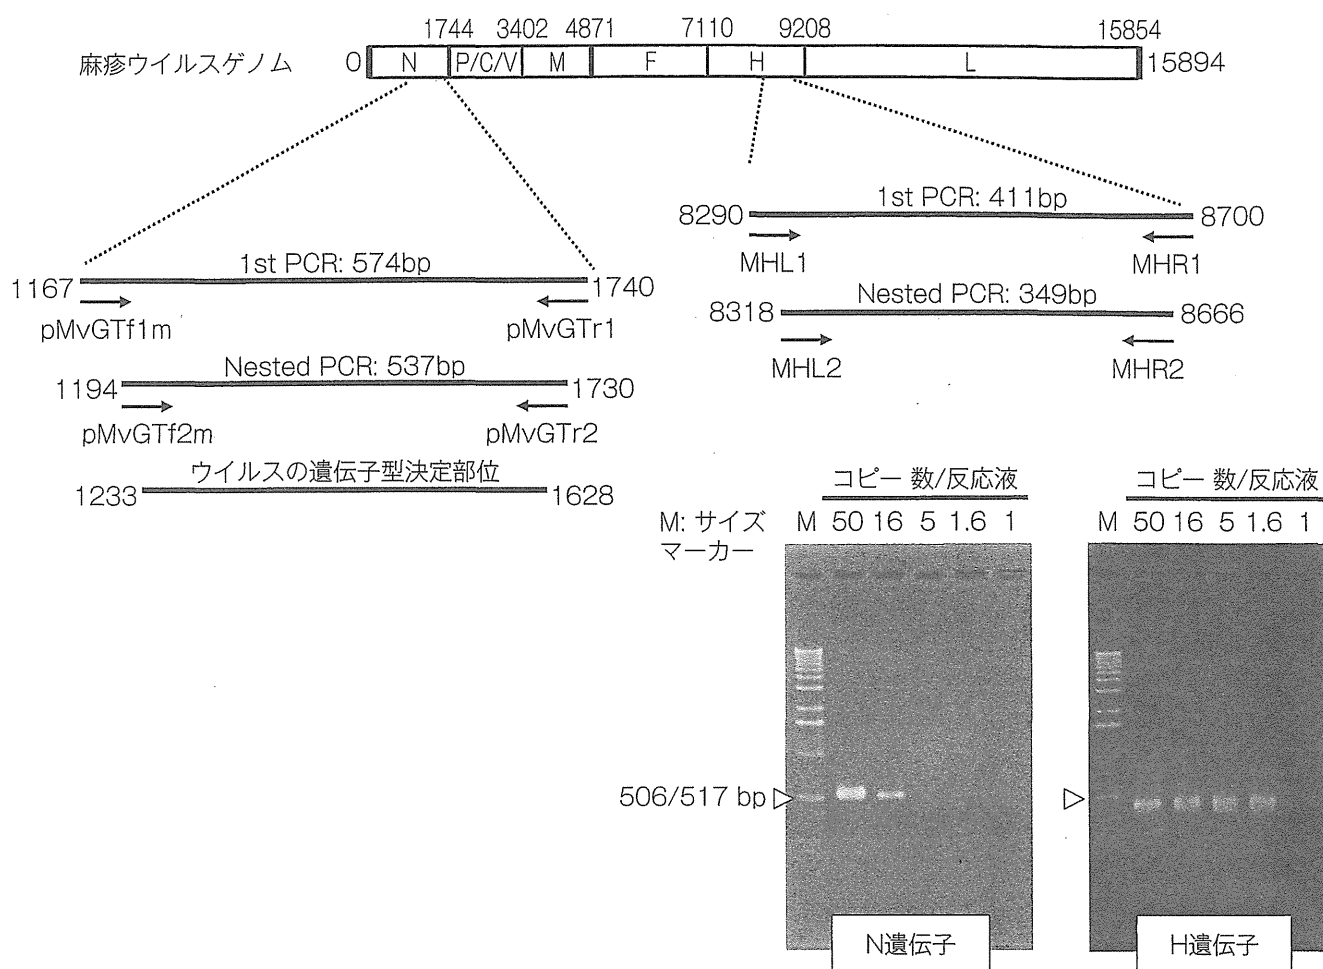 1744 3402 4871 7110 9208 15854
麻疹ウイルスゲノム 0 N P/C/V M F H L 15894
1st PCR: 411bp
8290 8700
MHL1 MHR1
1st PCR: 574bp
1167 1740
pMvGTf1m pMvGTr1
Nested PCR: 349bp
8318 8666
MHL2 MHR2
Nested PCR: 537bp
1194 1730
pMvGTf2m pMvGTr2
ウイルスの遺伝子型決定部位
1233 1628
コピー 数/反応液 コピー 数/反応液
M: サイズ
マーカー
M 50 16 5 1.6 1 M 50 16 5 1.6 1
506/517 bp
N遺伝子 H遺伝子